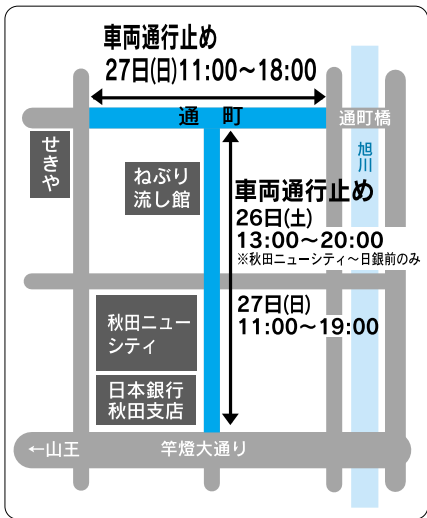 車両通行止め
27日(日)11:00～18:00
通町
通町橋
せきや
旭川
ねぶり
流し館
車両通行止め
26日(土)
13:00～20:00
※秋田ニューシティ～日銀前のみ
27日(日)
11:00～19:00
秋田ニュー
シティ
日本銀行
秋田支店
←山王
竿燈大通り